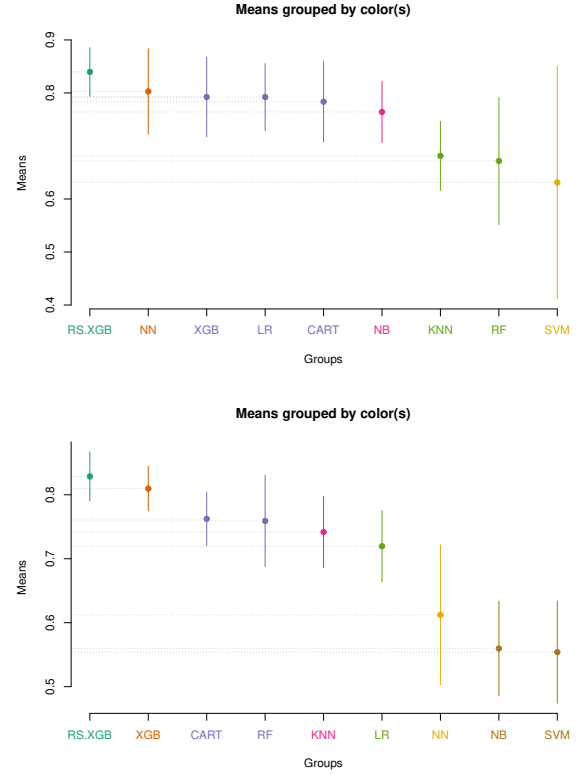 Means grouped by color(s)
0.9
0.8
0.6
0.5
0.4
Means
RS.XGB NN XGB LR CART NB KNN RF SVM
Groups
Means grouped by color(s)
0.8
0.7
0.6
0.5
Means
RS.XGB XGB CART RF KNN LR NN NB SVM
Groups